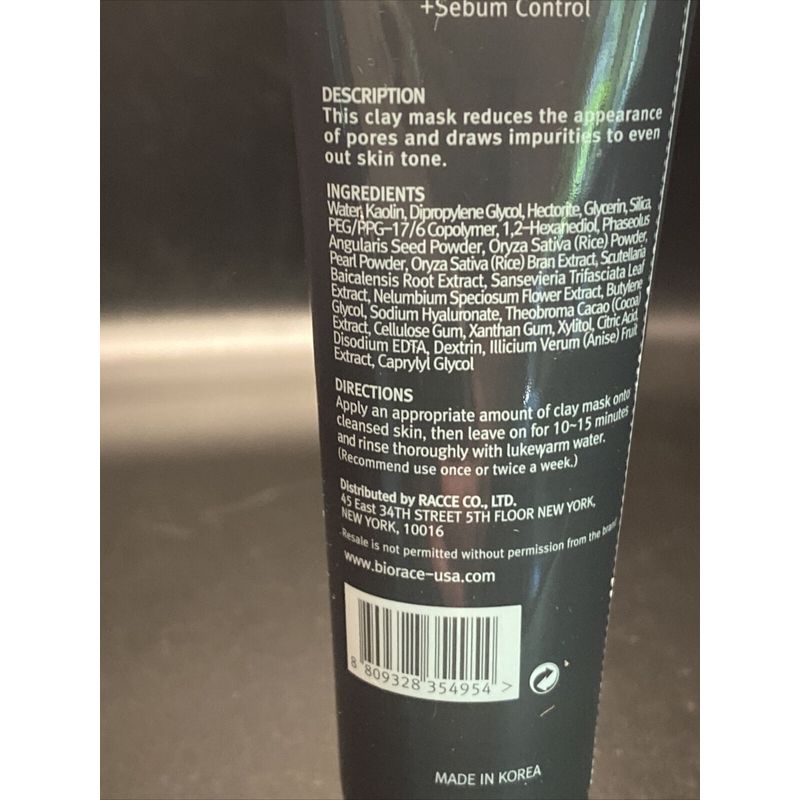 +Sebum Control
DESCRIPTION
This clay mask reduces the appearance
of pores and draws impurities to even
out skin tone.
INGREDIENTS
Water, Kaolin, Dipropylene Glycol, Hectorite, Glycerin, Silica,
PEG/PPG-17/6 Copolymer, 1,2-Hexanediol, Phaseolus
Angularis Seed Powder, Oryza Sativa (Rice) Powder,
Pearl Powder, Oryza Sativa (Rice) Bran Extract, Scutellaria
Baicalensis Root Extract, Sansevieria Trifasciata Leaf
Extract, Nelumbium Speciosum Flower Extract, Butylene
Glycol, Sodium Hyaluronate, Theobroma Cacao (Cocoa)
Extract, Cellulose Gum, Xanthan Gum, Xylitol, Citric Acid,
Disodium EDTA, Dextrin, Illicium Verum (Anise) Fruit
Extract, Caprylyl Glycol
DIRECTIONS
Apply an appropriate amount of clay mask onto
cleansed skin, then leave on for 10~15 minutes
and rinse thoroughly with lukewarm water.
(Recommend use once or twice a week.)
Distributed by RACCE CO., LTD.
45 East 34TH STREET 5TH FLOOR NEW YORK,
NEW YORK, 10016
Resale is not permitted without permission from the brand
www.biorace-usa.com
8 809328 354954 >
MADE IN KOREA